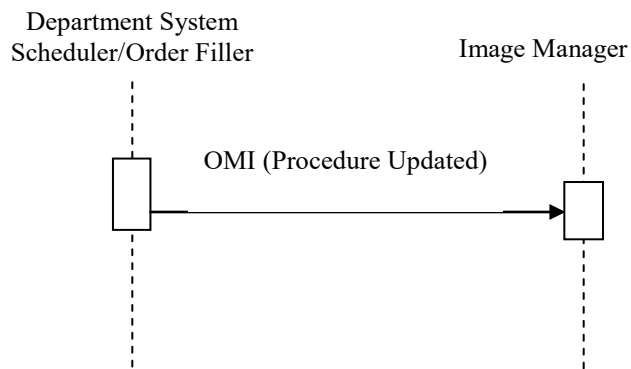 Department System
Scheduler/Order Filler
Image Manager
OMI (Procedure Updated)